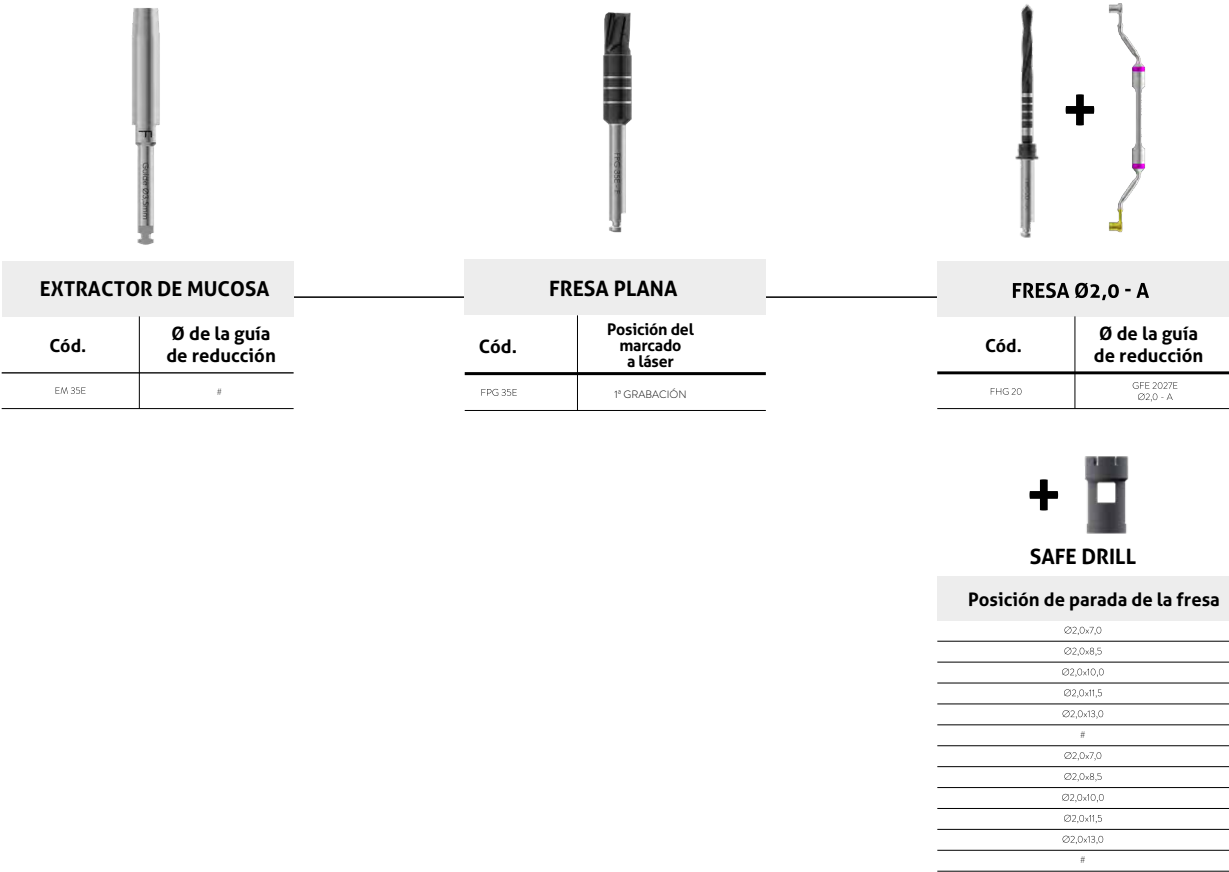 F
Guide Ø3.5mm
EXTRACTOR DE MUCOSA
Cód.
Ø de la guía
de reducción
EM 35E
#
FRESA PLANA
Cód.
Posición del
marcado
a láser
FPG 35E
1ª GRABACIÓN
FRESA Ø2,0 - A
Cód.
Ø de la guía
de reducción
FHG 20
GFE 2027E
Ø2,0 - A
SAFE DRILL
Posición de parada de la fresa
Ø2,0x7,0
Ø2,0x8,5
Ø2,0x10,0
Ø2,0x11,5
Ø2,0x13,0
#
Ø2,0x7,0
Ø2,0x8,5
Ø2,0x10,0
Ø2,0x11,5
Ø2,0x13,0
#